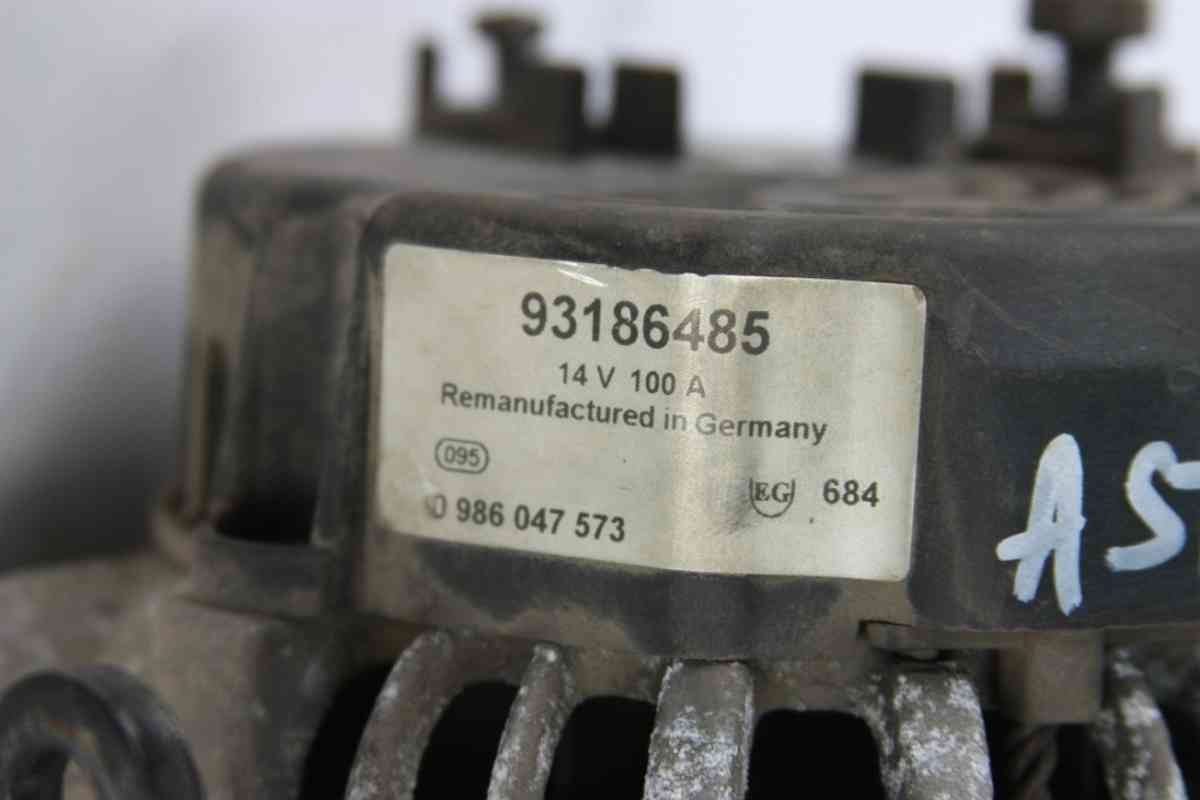 93186485
14 V 100 A
Remanufactured in Germany
095
EG 684
0 986 047 573
AS